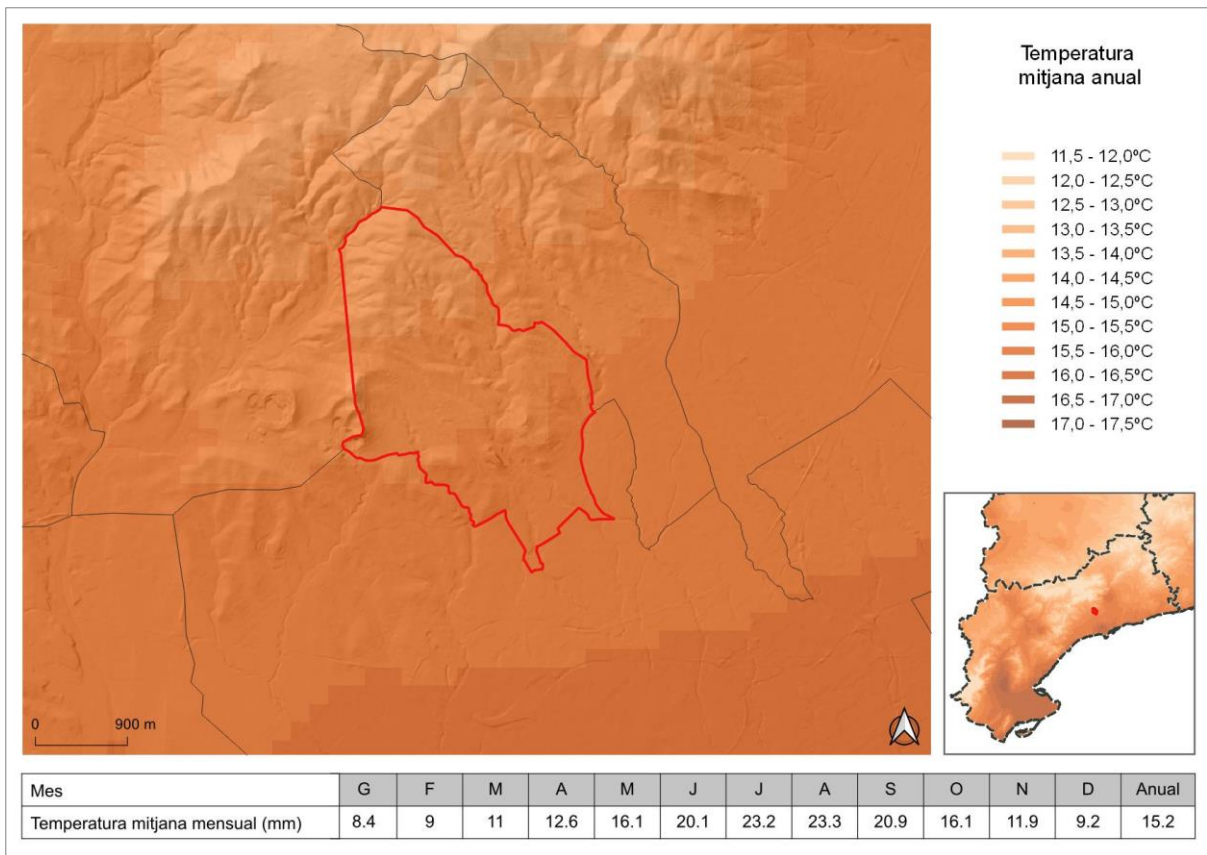 Temperatura
mitjana anual
11,5 - 12,0ºC
12,0 - 12,5ºC
12,5 - 13,0ºC
13,0 - 13,5ºC
13,5 - 14,0ºC
14,0 - 14,5ºC
14,5 - 15,0ºC
15,0 - 15,5ºC
15,5 - 16,0ºC
16,0 - 16,5ºC
16,5 - 17,0ºC
17,0 - 17,5ºC
0 900 m
Mes G F M A M J J A S O N D Anual
Temperatura mitjana mensual (mm) 8.4 9 11 12.6 16.1 20.1 23.2 23.3 20.9 16.1 11.9 9.2 15.2